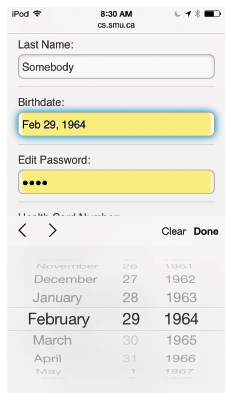 iPod 8:30 AM
cs.smu.ca
Last Name:
Somebody
Birthdate:
Feb 29, 1964
Edit Password:
••••
Health Card Number:
< > Clear Done
November 26 1961
December 27 1962
January 28 1963
February 29 1964
March 30 1965
April 31 1966
May 1 1967